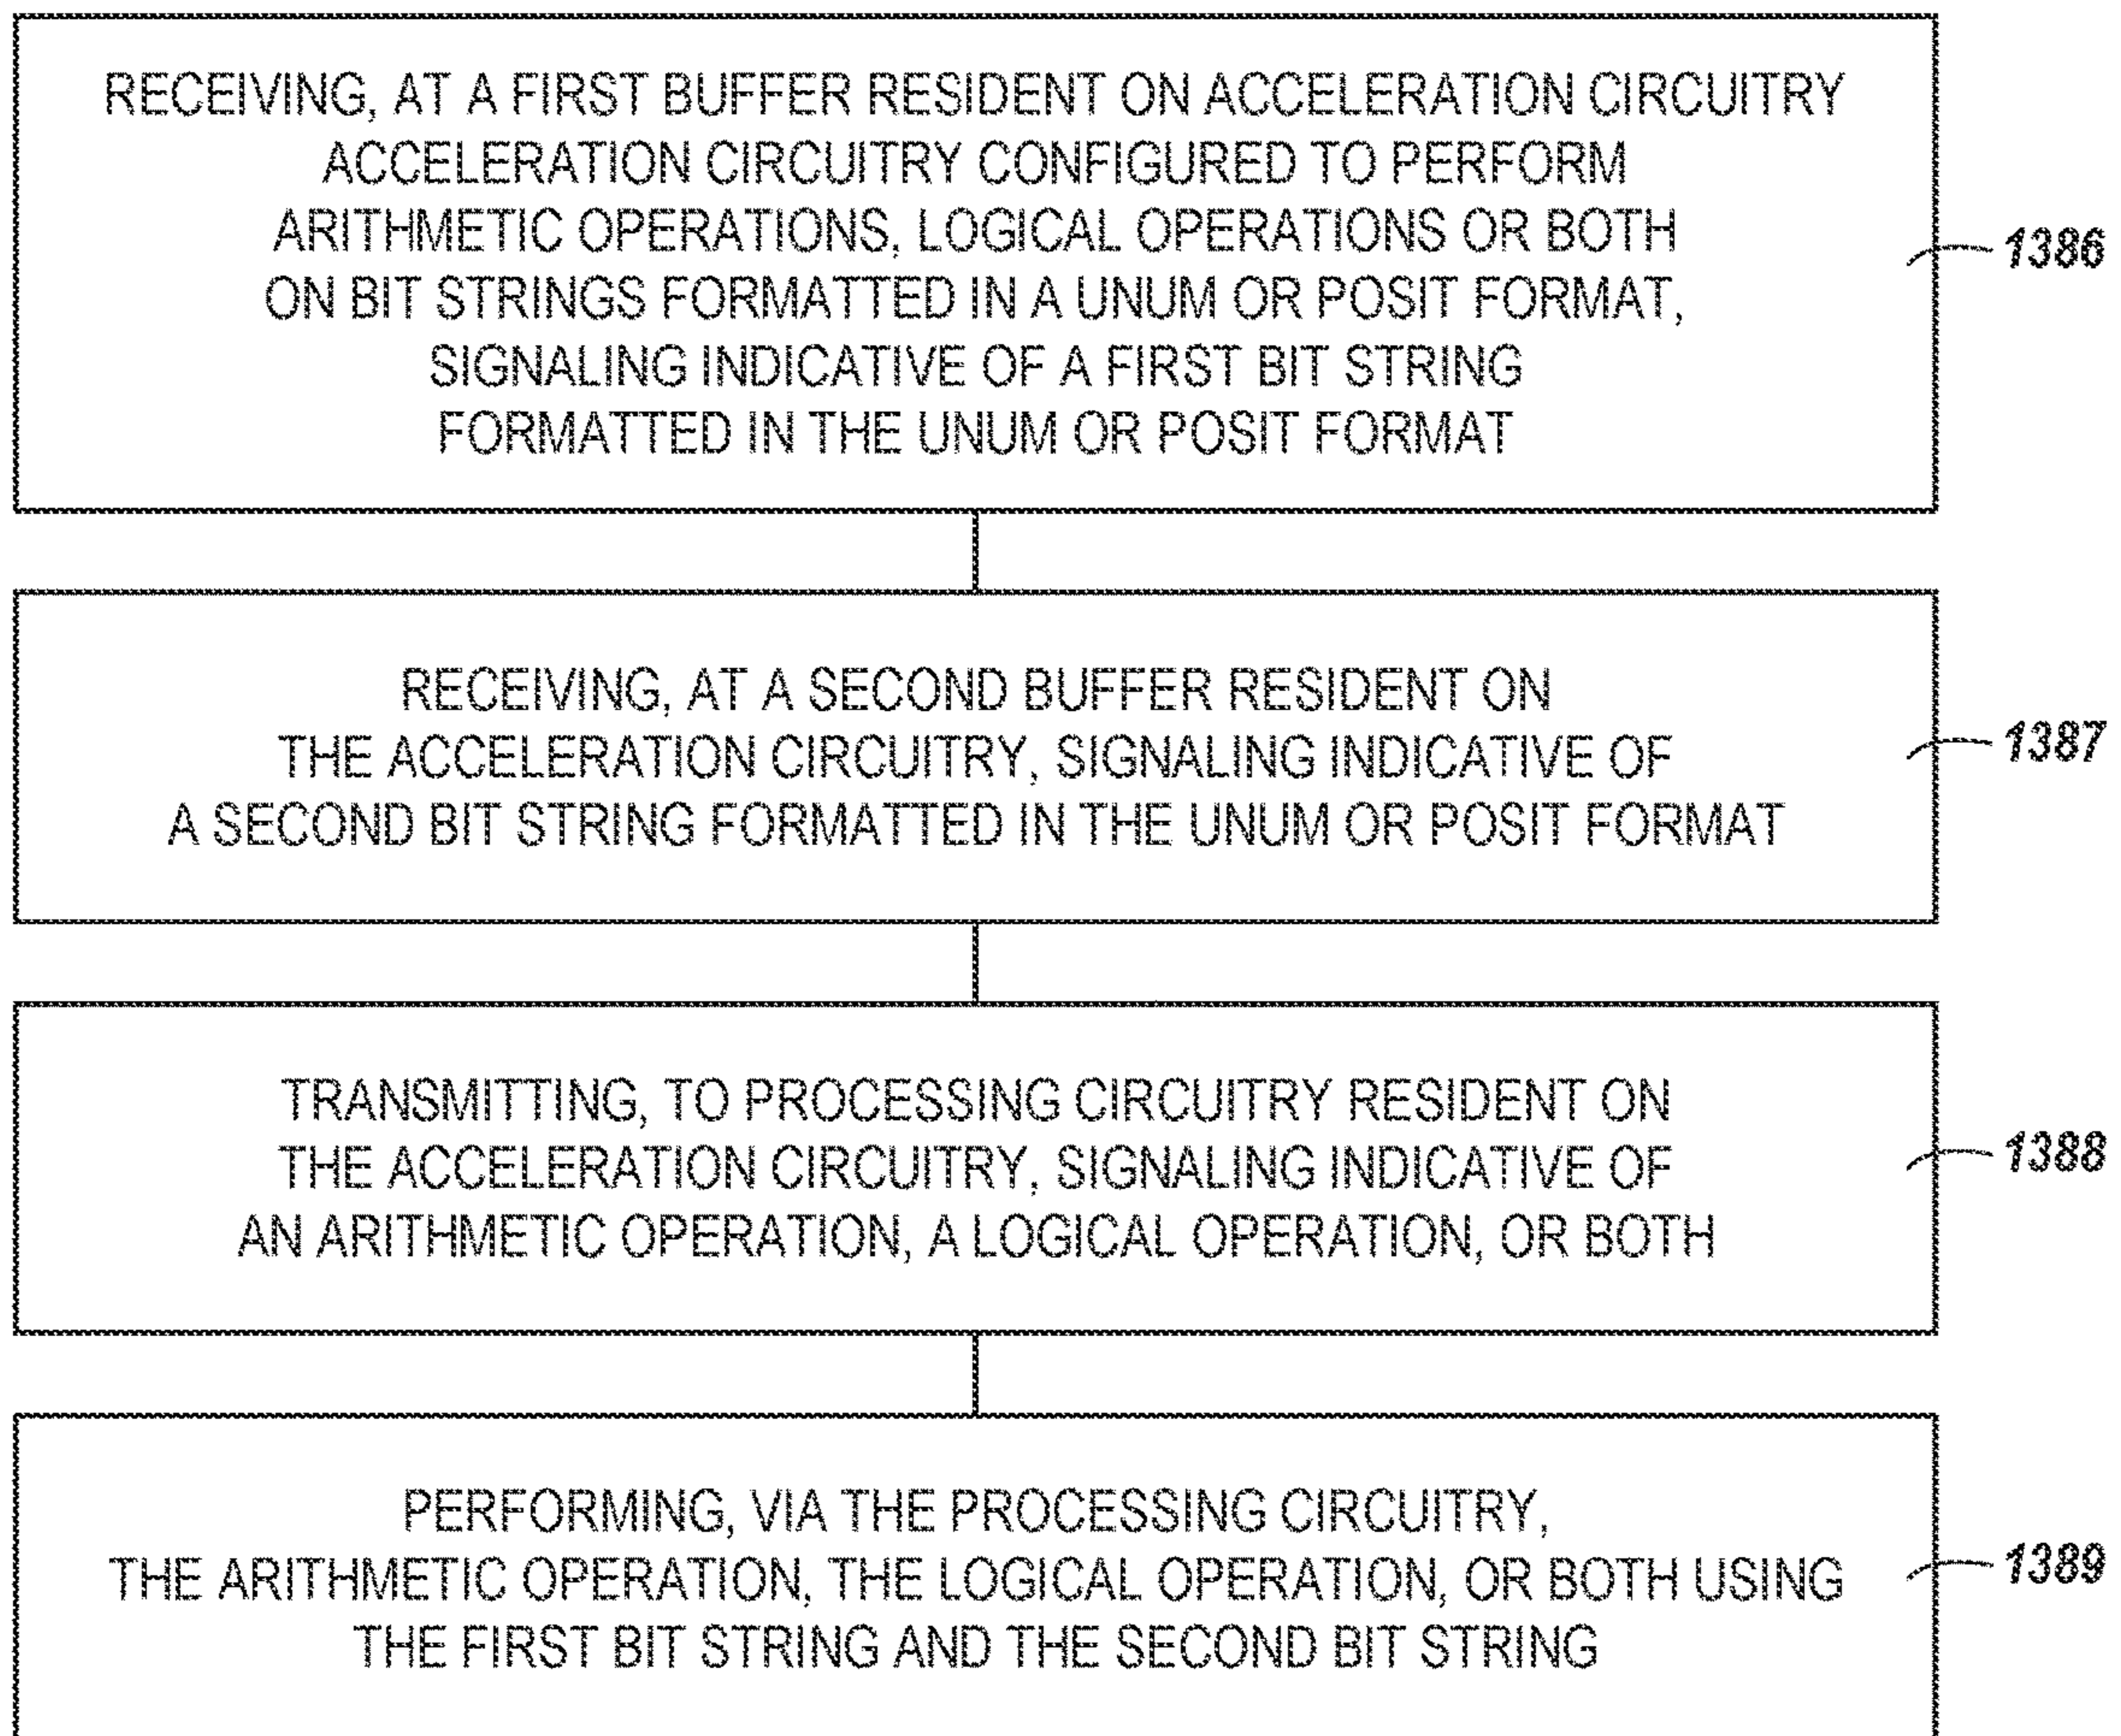 RECEIVING, AT A FIRST BUFFER RESIDENT ON ACCELERATION CIRCUITRY
ACCELERATION CIRCUITRY CONFIGURED TO PERFORM
ARITHMETIC OPERATIONS, LOGICAL OPERATIONS OR BOTH
ON BIT STRINGS FORMATTED IN A UNUM OR POSIT FORMAT,
SIGNALING INDICATIVE OF A FIRST BIT STRING
FORMATTED IN THE UNUM OR POSIT FORMAT
1386
RECEIVING, AT A SECOND BUFFER RESIDENT ON
THE ACCELERATION CIRCUITRY, SIGNALING INDICATIVE OF
A SECOND BIT STRING FORMATTED IN THE UNUM OR POSIT FORMAT
1387
TRANSMITTING, TO PROCESSING CIRCUITRY RESIDENT ON
THE ACCELERATION CIRCUITRY, SIGNALING INDICATIVE OF
AN ARITHMETIC OPERATION, A LOGICAL OPERATION, OR BOTH
1388
PERFORMING, VIA THE PROCESSING CIRCUITRY,
THE ARITHMETIC OPERATION, THE LOGICAL OPERATION, OR BOTH USING
THE FIRST BIT STRING AND THE SECOND BIT STRING
1389